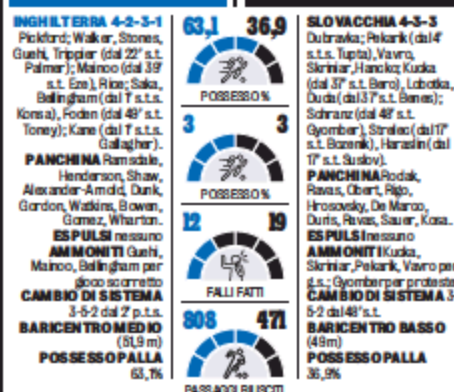 INGHILTERRA 4-2-3-1
Pickford; Walker, Stones,
Guehi, Trippier (dal 22' s.t.
Palmer); Mainoo (dal 39'
s.t. Eze), Rice; Saka,
Bellingham (dal 1' s.t.s.
Konsa), Foden (dal 49' s.t.
Toney); Kane (dal 1' s.t.s.
Gallagher).
PANCHINA Ramsdale,
Henderson, Shaw,
Alexander-Arnold, Dunk,
Gordon, Watkins, Bowen,
Gomez, Wharton.
ESPULSI nessuno
AMMONITI Guehi,
Mainoo, Bellingham per
gioco scorretto
CAMBIO DI SISTEMA
3-5-2 dal 2' p.t.s.
BARICENTRO MEDIO
(51,9 m)
POSSESSO PALLA
63,1%
63,1 36,9
POSSESSO %
3 3
POSSESSO %
12 19
FALLI FATTI
808 471
PASSAGGI RIUSCITI
SLOVACCHIA 4-3-3
Dubravka; Pekarik (dal 4'
s.t.s. Tupta), Vavro,
Skriniar, Hancko; Kucka
(dal 37' s.t. Bero), Lobotka,
Duda (dal 37' s.t. Benes);
Schranz (dal 48' s.t.
Gyomber), Strelec (dal 17'
s.t. Bozenik), Haraslin (dal
17' s.t. Suslov).
PANCHINA Rodak,
Ravas, Obert, Rigo,
Hrosovsky, De Marco,
Duris, Ravas, Sauer, Kosa..
ESPULSI nessuno
AMMONITI Kucka,
Skriniar, Pekarik, Vavro per
g.s.; Gyomber per proteste
CAMBIO DI SISTEMA 3-
5-2 dal 48' s.t.
BARICENTRO BASSO
(49 m)
POSSESSO PALLA
36,9%